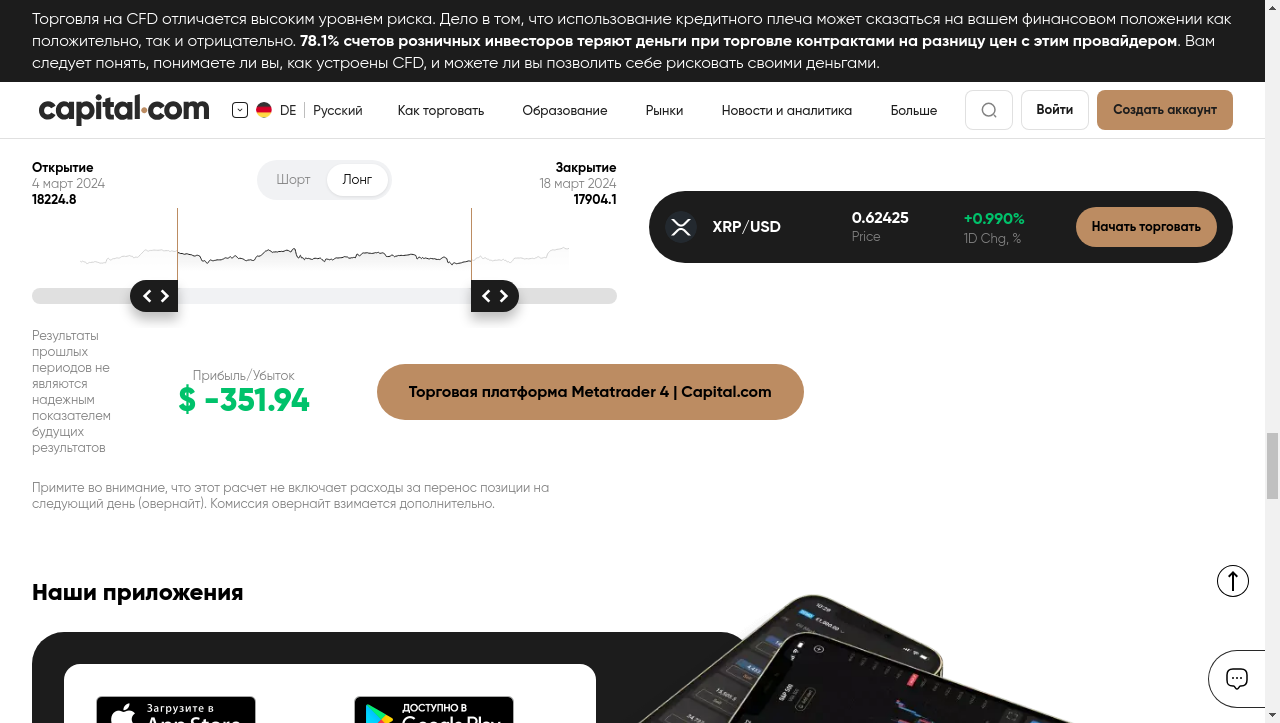 Торговля на CFD отличается высоким уровнем риска. Дело в том, что использование кредитного плеча может сказаться на вашем финансовом положении как
положительно, так и отрицательно. 78.1% счетов розничных инвесторов теряют деньги при торговле контрактами на разницу цен с этим провайдером. Вам
следует понять, понимаете ли вы, как устроены CFD, и можете ли вы позволить себе рисковать своими деньгами.
capital.com DE Русский Как торговать Образование Рынки Новости и аналитика Больше Войти Создать аккаунт
Открытие
4 март 2024
18224.8
Шорт Лонг
Закрытие
18 март 2024
17904.1
XRP/USD
0.62425
Price
+0.990%
1D Chg, %
Начать торговать
Результаты
прошлых
периодов не
являются
надежным
показателем
будущих
результатов
Прибыль/Убыток
$ -351.94
Торговая платформа Metatrader 4 | Capital.com
Примите во внимание, что этот расчет не включает расходы за перенос позиции на
следующий день (овернайт). Комиссия овернайт взимается дополнительно.
Наши приложения
Загрузите в
App Store
ДОСТУПНО В
Google Play